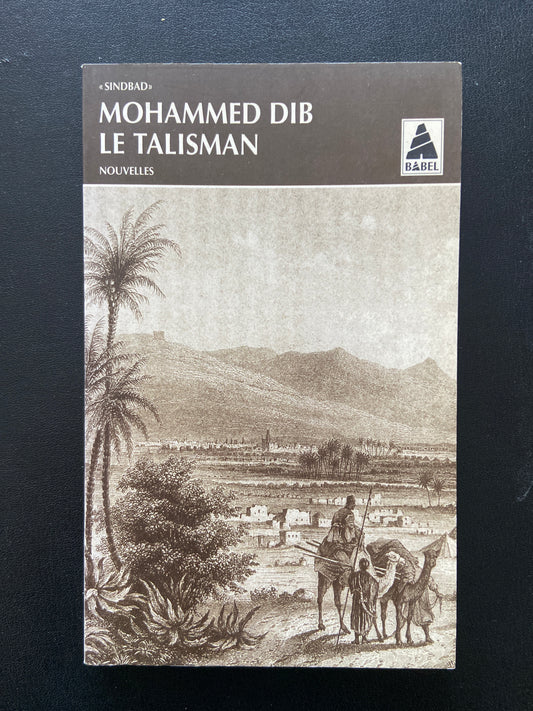 «SINDBAD»
MOHAMMED DIB
LE TALISMAN
NOUVELLES
BABEL